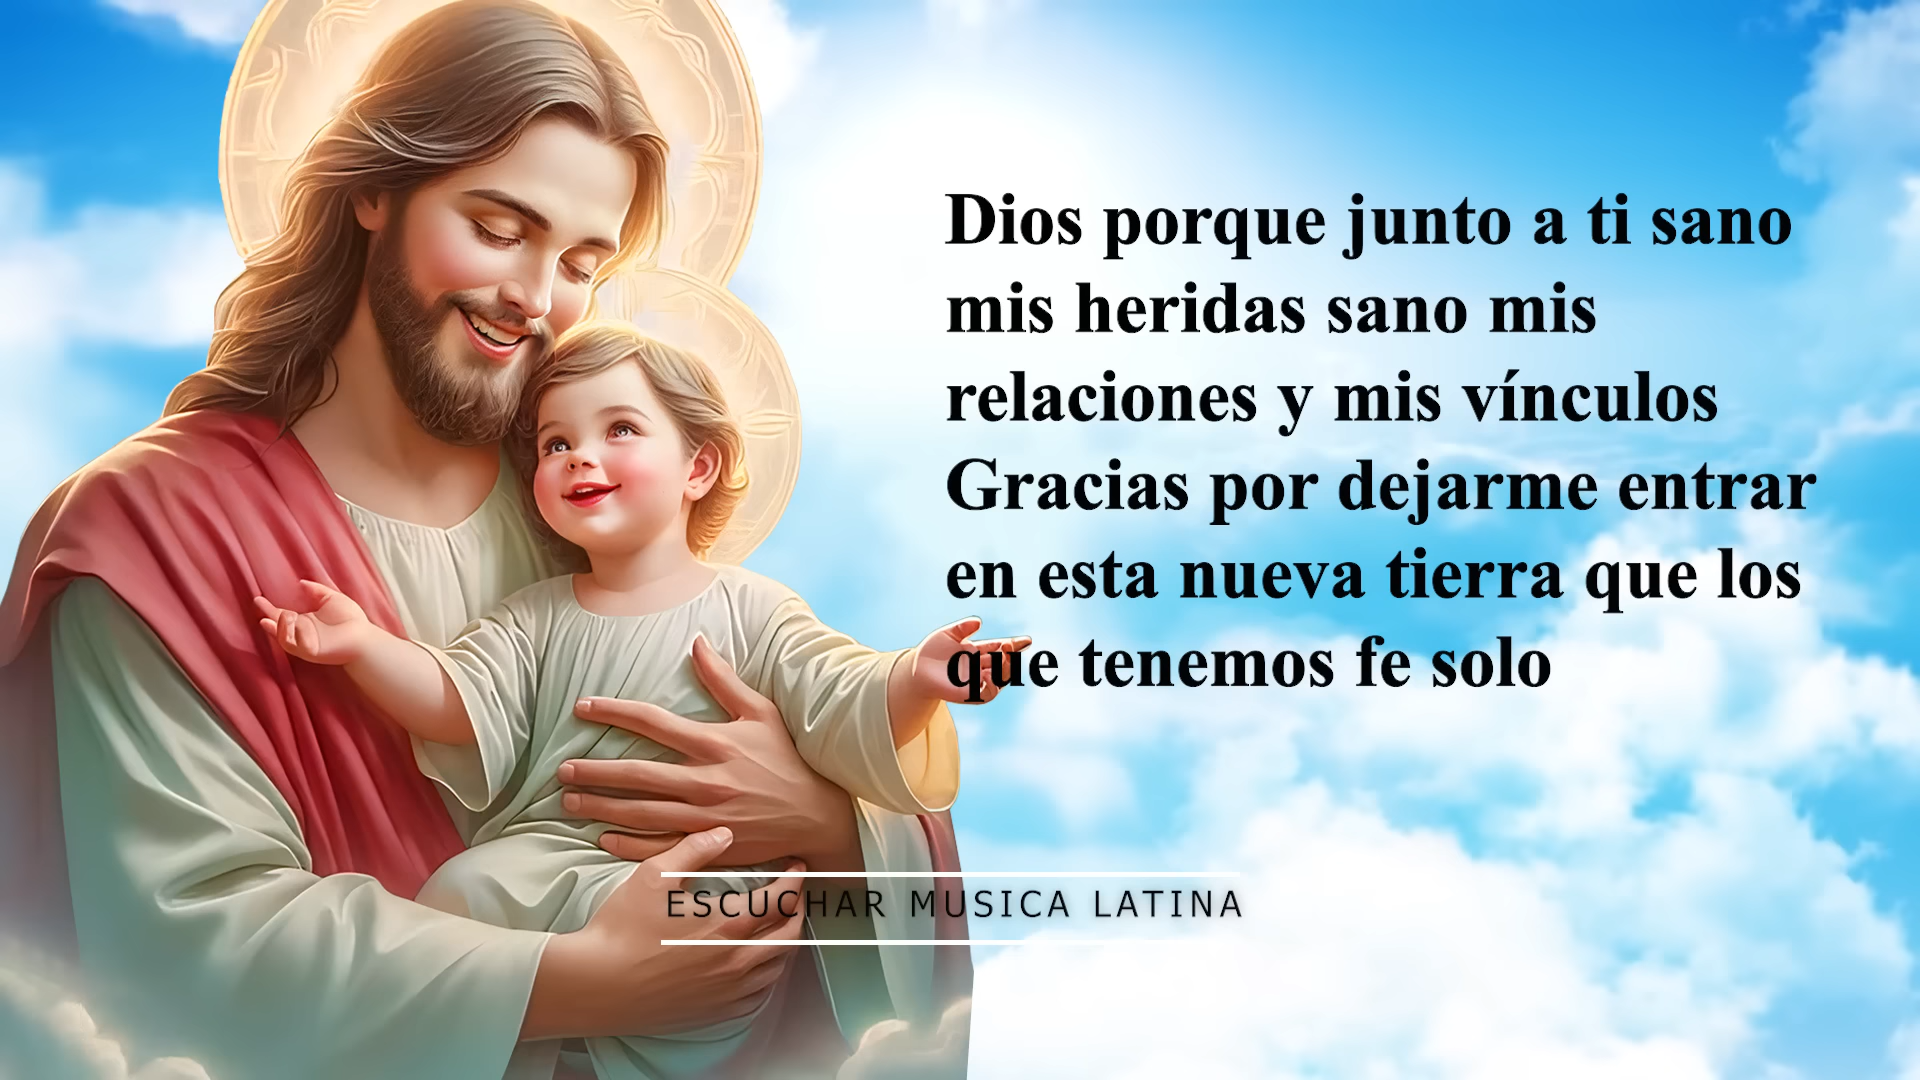 Dios porque junto a ti sano
mis heridas sano mis
relaciones y mis vínculos
Gracias por dejarme entrar
en esta nueva tierra que los
que tenemos fe solo
ESCUCHAR MUSICA LATINA